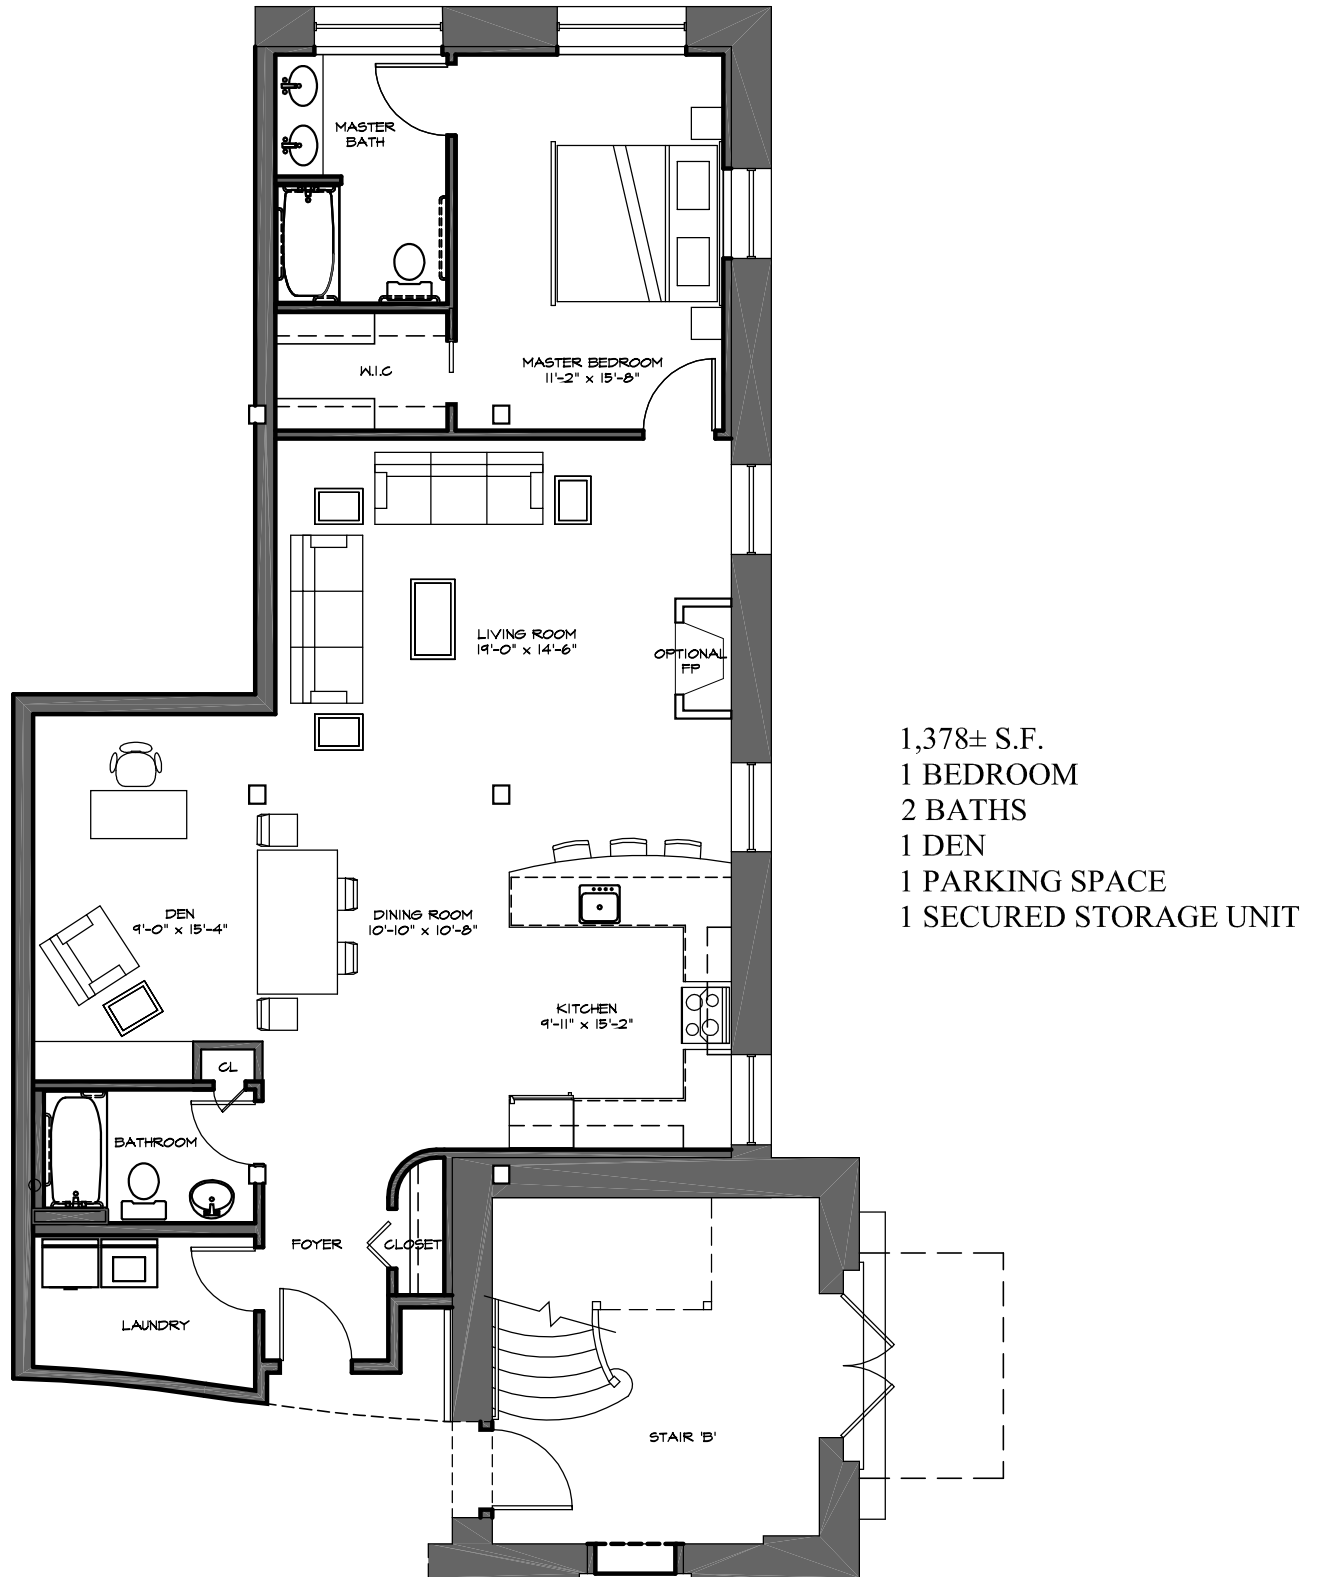 MASTER
BATH
MASTER BEDROOM
11'-2" x 15'-8"
W.I.C
LIVING ROOM
19'-0" x 14'-6"
OPTIONAL
FP
1,378± S.F.
1 BEDROOM
2 BATHS
1 DEN
1 PARKING SPACE
1 SECURED STORAGE UNIT
DEN
9'-0" x 15'-4"
DINING ROOM
10'-10" x 10'-8"
KITCHEN
9'-11" x 15'-2"
CL
BATHROOM
FOYER
CLOSET
LAUNDRY
STAIR 'B'